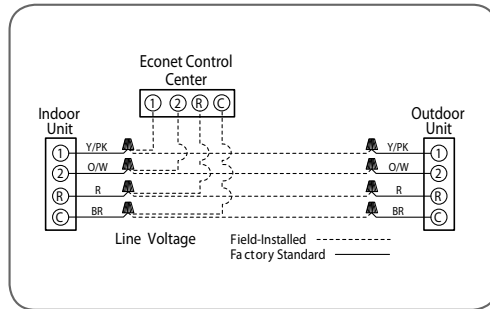 Econet Control
Center
1 2 R C
Indoor
Unit
Outdoor
Unit
1 Y/PK Y/PK 1
2 O/W O/W 2
R R R R
C BR BR C
Line Voltage
Field-Installed
Factory Standard